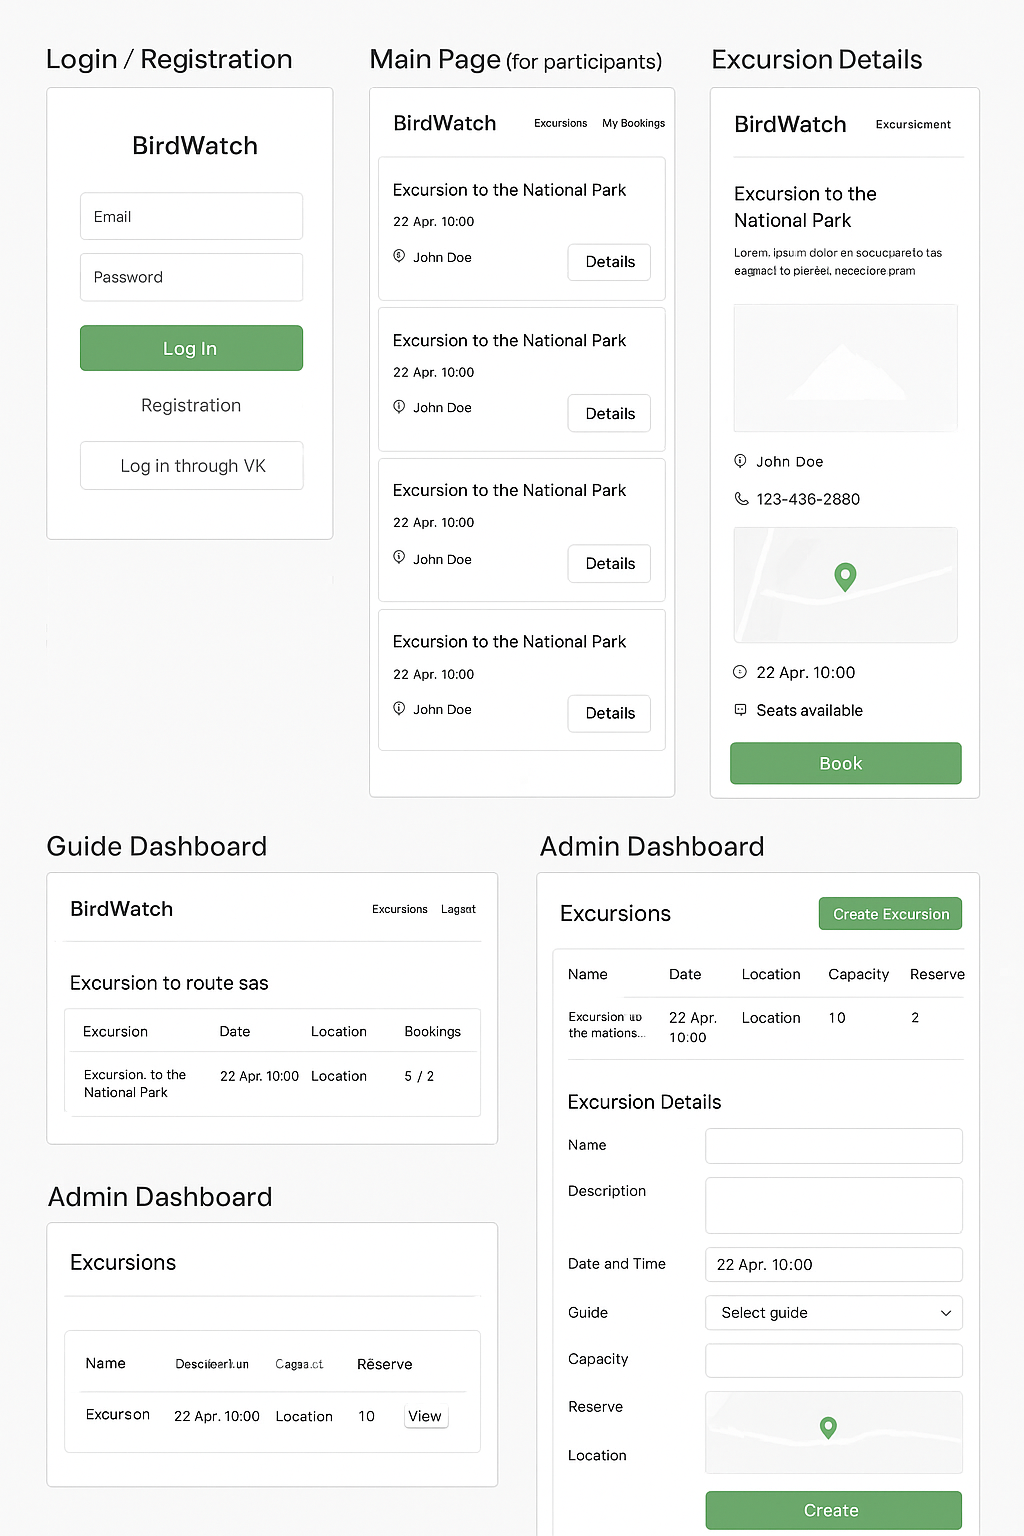 Login / Registration
BirdWatch
Email
Password
Log In
Registration
Log in through VK
Main Page (for participants)
BirdWatch Excursions My Bookings
Excursion to the National Park
22 Apr. 10:00
John Doe
Details
Excursion to the National Park
22 Apr. 10:00
John Doe
Details
Excursion to the National Park
22 Apr. 10:00
John Doe
Details
Excursion to the National Park
22 Apr. 10:00
John Doe
Details
Excursion Details
BirdWatch Excursicment
Excursion to the
National Park
Lorem. ipsum dolor en socucpareto tas
to nececiore pram
John Doe
123-436-2880
22 Apr. 10:00
Seats available
Book
Guide Dashboard
BirdWatch Excursions
Excursion to route sas
Excursion Date Location Bookings
Excursion. to the
National Park
22 Apr. 10:00 Location 5 / 2
Admin Dashboard
Excursions
Name Rēserve
Excurson 22 Apr. 10:00 Location 10 View
Admin Dashboard
Excursions Create Excursion
Name Date Location Capacity Reserve
Excursion
the mations...
22 Apr.
10:00
Location 10 2
Excursion Details
Name
Description
Date and Time 22 Apr. 10:00
Guide Select guide
Capacity
Reserve
Location
Create